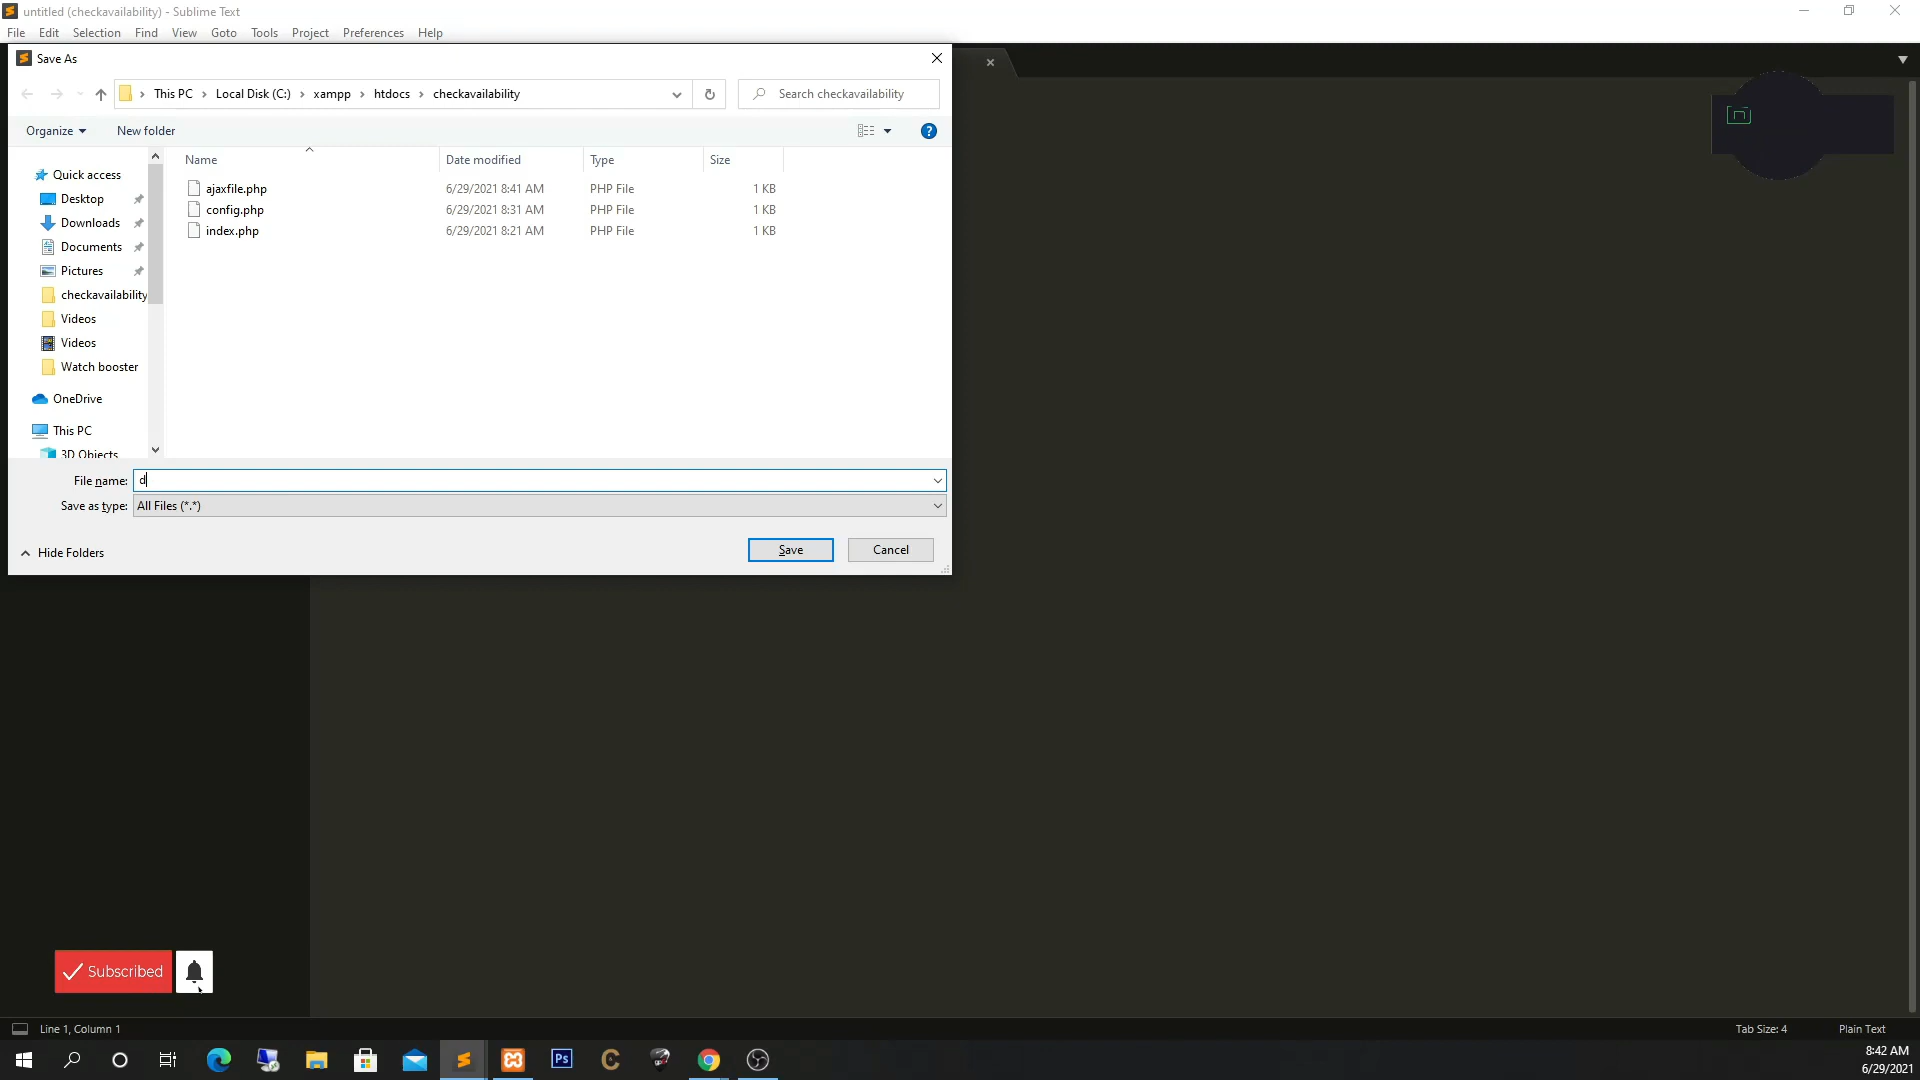 untitled (checkavailability) - Sublime Text
File Edit Selection Find View Goto Tools Project Preferences Help
Save As
This PC › Local Disk (C:) › xampp › htdocs › checkavailability
Search checkavailability
Organize New folder
Name Date modified Type Size
ajaxfile.php 6/29/2021 8:41 AM PHP File 1 KB
config.php 6/29/2021 8:31 AM PHP File 1 KB
index.php 6/29/2021 8:21 AM PHP File 1 KB
Quick access
Desktop
Downloads
Documents
Pictures
checkavailability
Videos
Videos
Watch booster
OneDrive
This PC
3D Objects
File name: d
Save as type: All Files (*.*)
Hide Folders
Save Cancel
Subscribed
Line 1, Column 1
Tab Size: 4 Plain Text
Ps
8:42 AM
6/29/2021